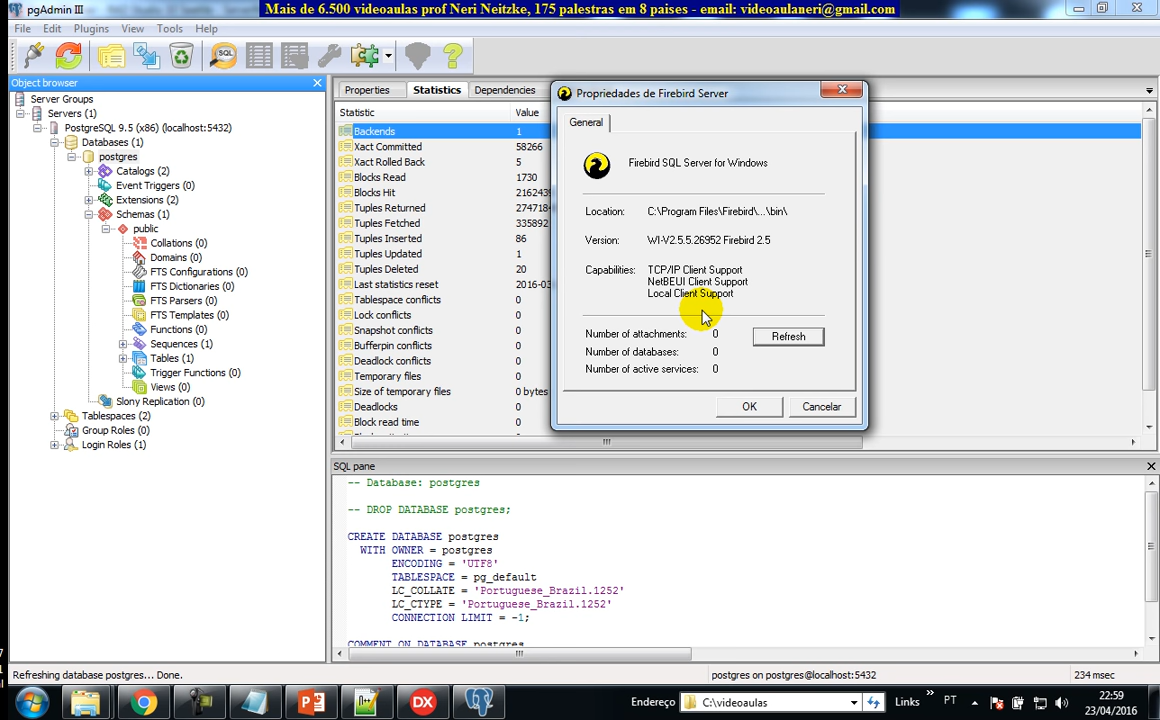 pgAdmin III
Mais de 6.500 videoaulas prof Neri Neitzke, 175 palestras em 8 paises - email: videoaulaneri@gmail.com
File Edit Plugins View Tools Help
Object browser
Server Groups
Servers (1)
PostgreSQL 9.5 (x86) (localhost:5432)
Databases (1)
postgres
Catalogs (2)
Event Triggers (0)
Extensions (2)
Schemas (1)
public
Collations (0)
Domains (0)
FTS Configurations (0)
FTS Dictionaries (0)
FTS Parsers (0)
FTS Templates (0)
Functions (0)
Sequences (1)
Tables (1)
Trigger Functions (0)
Views (0)
Slony Replication (0)
Tablespaces (2)
Group Roles (0)
Login Roles (1)
Properties Statistics Dependencies
Statistic Value
Backends 1
Xact Committed 58266
Xact Rolled Back 5
Blocks Read 1730
Blocks Hit
Tuples Returned
Tuples Fetched
Tuples Inserted 86
Tuples Updated 1
Tuples Deleted 20
Last statistics reset
Tablespace conflicts 0
Lock conflicts 0
Snapshot conflicts 0
Bufferpin conflicts 0
Deadlock conflicts 0
Temporary files 0
Size of temporary files 0 bytes
Deadlocks 0
Block read time 0
Propriedades de Firebird Server
General
Firebird SQL Server for Windows
Location: C:\Program Files\Firebird\...\bin\
Version: WI-V2.5.5.26952 Firebird 2.5
Capabilities: TCP/IP Client Support
NetBEUI Client Support
Local Client Support
Number of attachments: 0
Refresh
Number of databases: 0
Number of active services: 0
OK Cancelar
SQL pane
-- Database: postgres
-- DROP DATABASE postgres;
CREATE DATABASE postgres
WITH OWNER = postgres
ENCODING = 'UTF8'
TABLESPACE = pg_default
LC_COLLATE = 'Portuguese_Brazil.1252'
LC_CTYPE = 'Portuguese_Brazil.1252'
CONNECTION LIMIT = -1;
COMMENT ON DATABASE postgres
Refreshing database postgres... Done.
postgres on postgres@localhost:5432
234 msec
Endereço C:\videoaulas Links » PT
22:59
23/04/2016